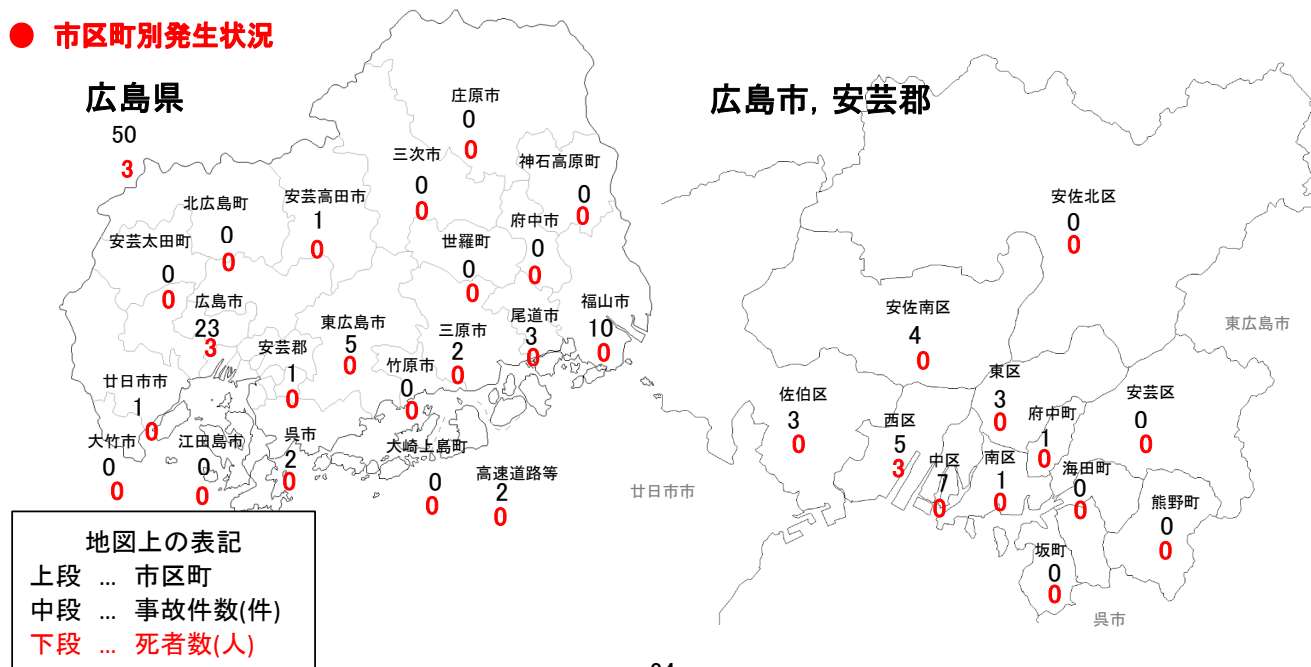 ● 市区町別発生状況
広島県
50
3
庄原市
0
0
三次市
0
0
神石高原町
0
0
安芸高田市
1
0
北広島町
0
0
府中市
0
0
安芸太田町
0
0
世羅町
0
0
広島市
23
3
福山市
10
0
尾道市
3
0
東広島市
5
0
三原市
2
0
安芸郡
1
0
竹原市
0
0
廿日市市
1
0
大竹市
0
0
江田島市
0
0
呉市
2
0
大崎上島町
0
0
高速道路等
2
0
地図上の表記
上段 … 市区町
中段 … 事故件数(件)
下段 … 死者数(人)
広島市，安芸郡
安佐北区
0
0
安佐南区
4
0
東広島市
東区
3
0
佐伯区
3
0
安芸区
0
0
西区
5
3
府中町
1
0
中区
7
0
南区
1
0
海田町
0
0
熊野町
0
0
廿日市市
坂町
0
0
呉市